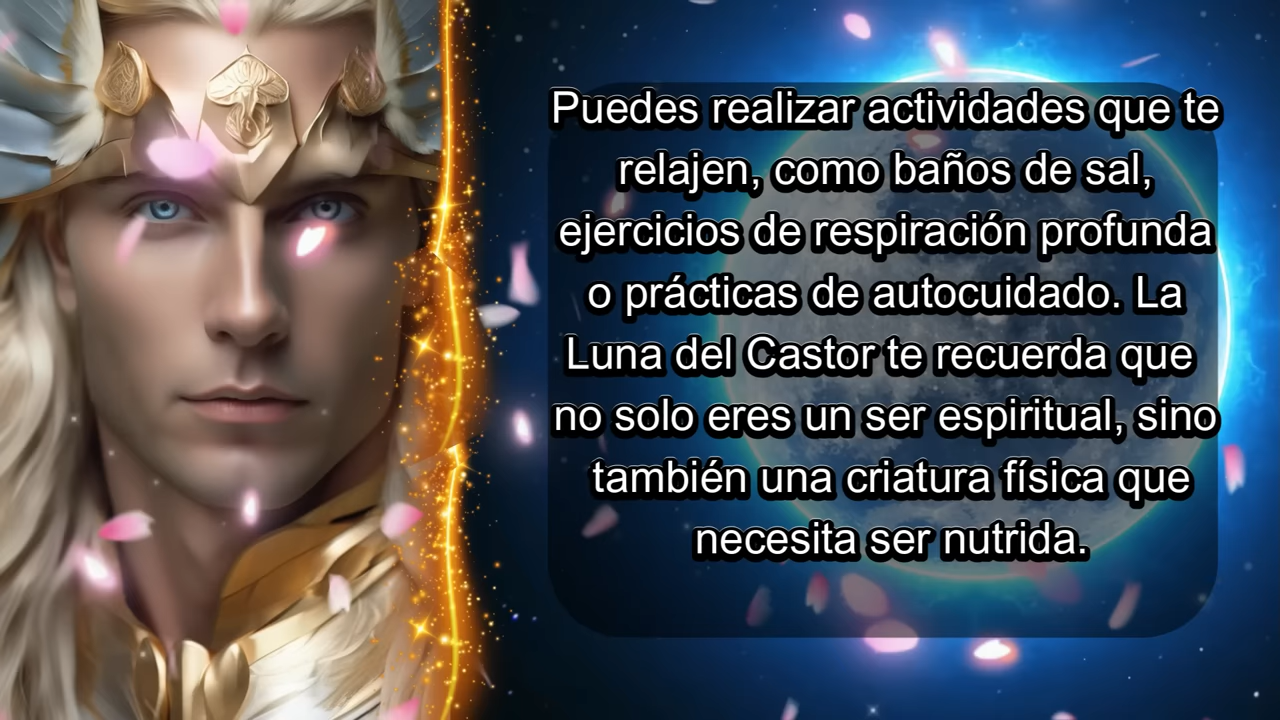 Puedes realizar actividades que te
relajen, como baños de sal,
ejercicios de respiración profunda
o prácticas de autocuidado. La
Luna del Castor te recuerda que
no solo eres un ser espiritual, sino
también una criatura física que
necesita ser nutrida.